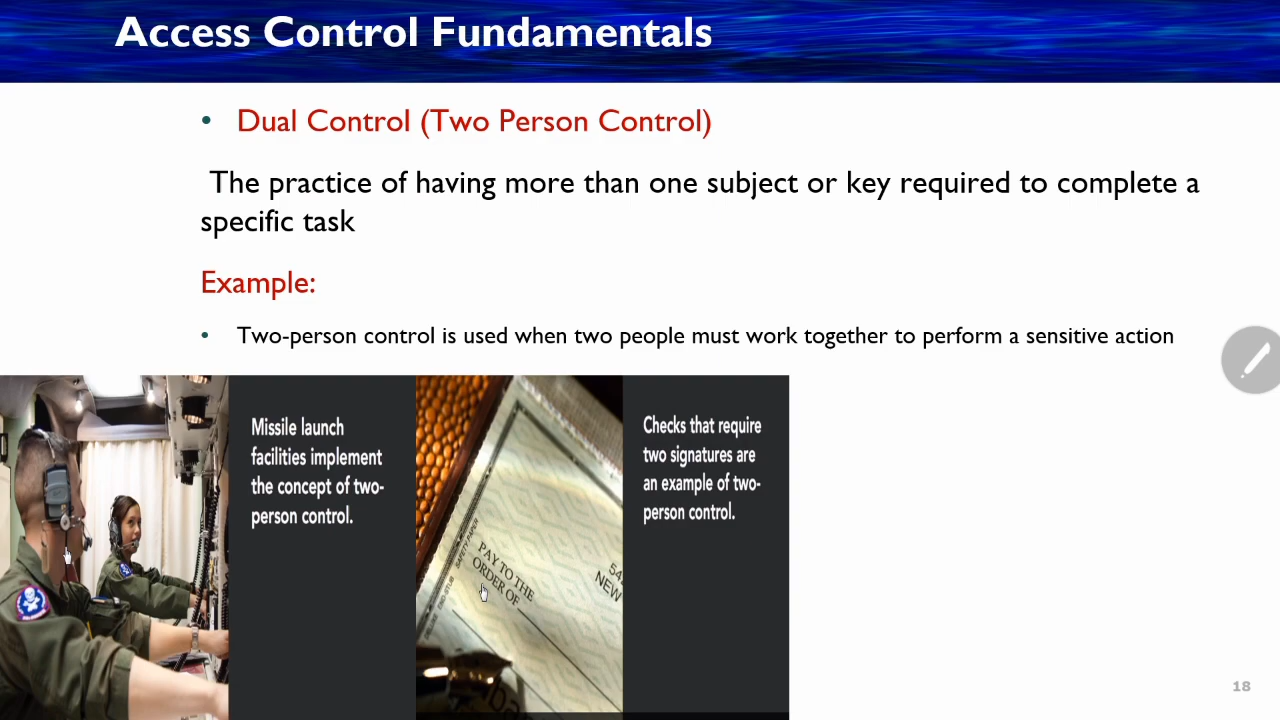 Access Control Fundamentals
• Dual Control (Two Person Control)
The practice of having more than one subject or key required to complete a
specific task
Example:
• Two-person control is used when two people must work together to perform a sensitive action
Missile launch
facilities implement
the concept of two-
person control.
PAY TO THE
ORDER OF
SAFETY PAPER
NEW
Checks that require
two signatures are
an example of two-
person control.
18